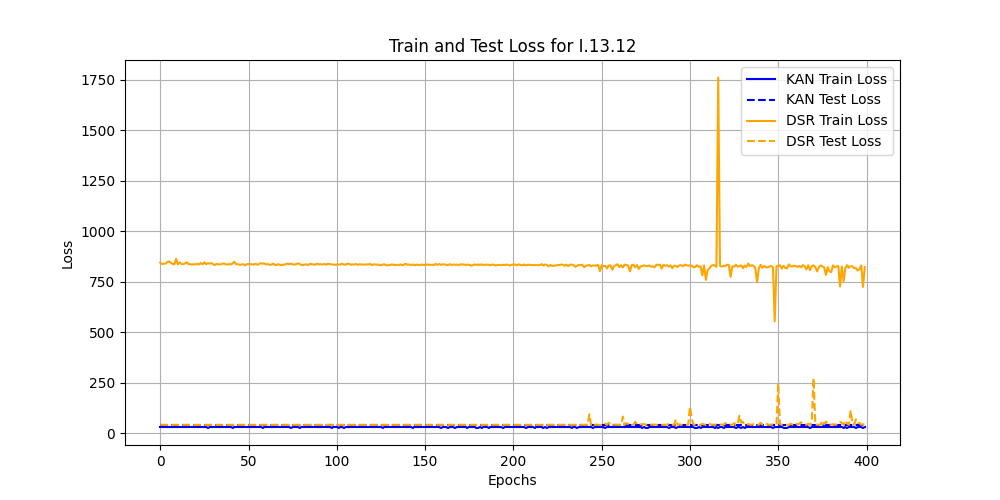 Train and Test Loss for I.13.12
1750
1500
1250
1000
750
500
250
0
Loss
KAN Train Loss
KAN Test Loss
DSR Train Loss
DSR Test Loss
0 50 100 150 200 250 300 350 400
Epochs